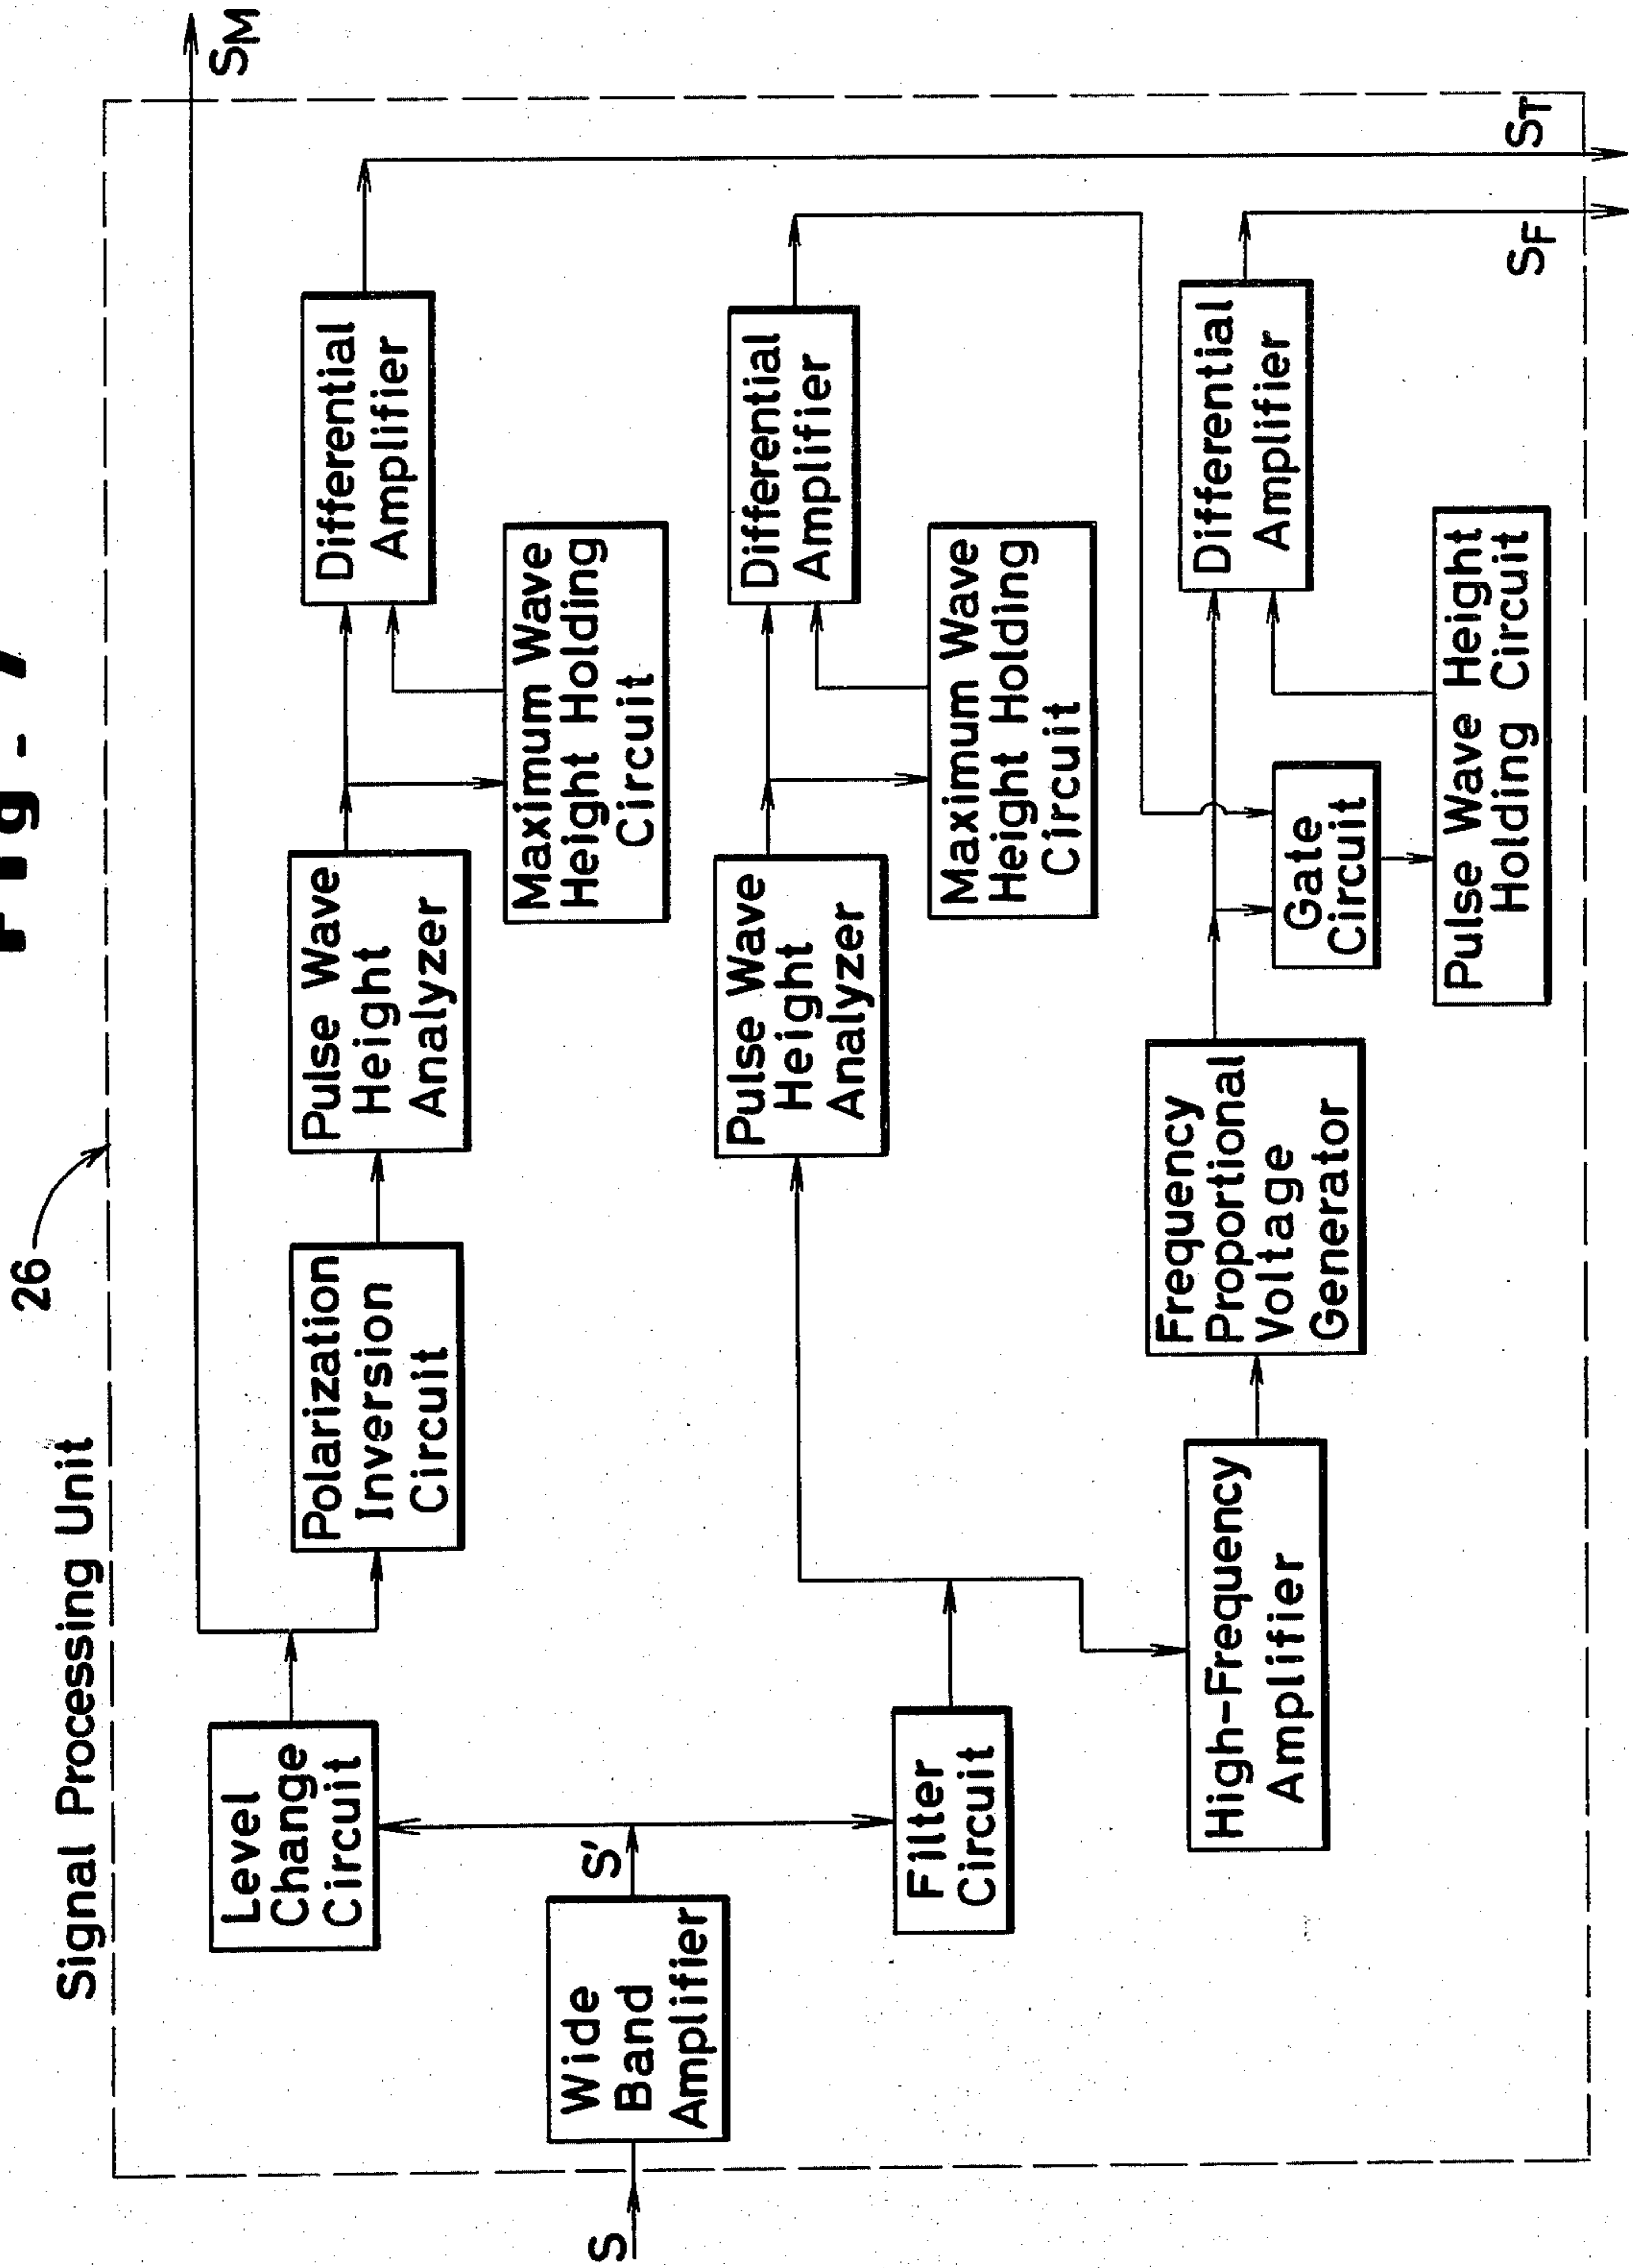 Signal Processing Unit
26
SM
Level
Change
Circuit
Polarization
Inversion
Circuit
Pulse Wave
Height
Analyzer
Differential
Amplifier
Maximum Wave
Height Holding
Circuit
S
Wide
Band
Amplifier
S'
Filter
Circuit
Pulse Wave
Height
Analyzer
Differential
Amplifier
Maximum Wave
Height Holding
Circuit
High-Frequency
Amplifier
Frequency
Proportional
Voltage
Generator
Gate
Circuit
Differential
Amplifier
Pulse Wave Height
Holding Circuit
SF
ST